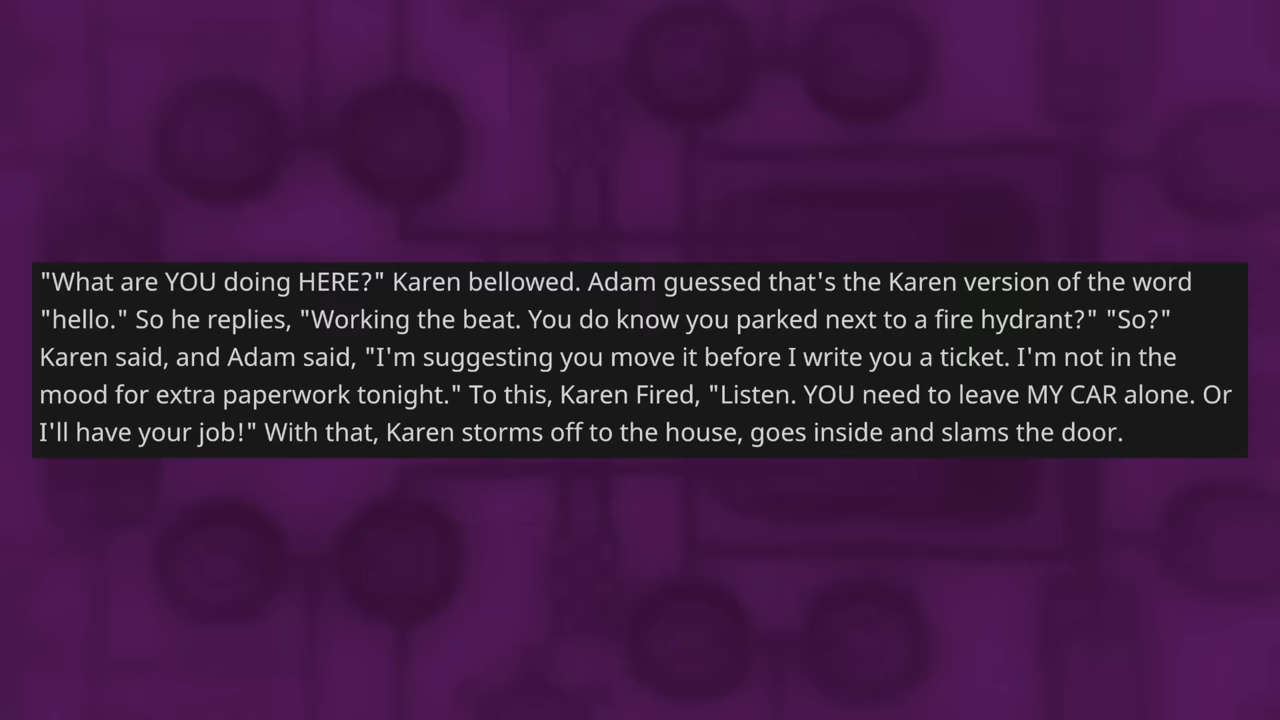 "What are YOU doing HERE?" Karen bellowed. Adam guessed that's the Karen version of the word
"hello." So he replies, "Working the beat. You do know you parked next to a fire hydrant?" "So?"
Karen said, and Adam said, "I'm suggesting you move it before I write you a ticket. I'm not in the
mood for extra paperwork tonight." To this, Karen Fired, "Listen. YOU need to leave MY CAR alone. Or
I'll have your job!" With that, Karen storms off to the house, goes inside and slams the door.